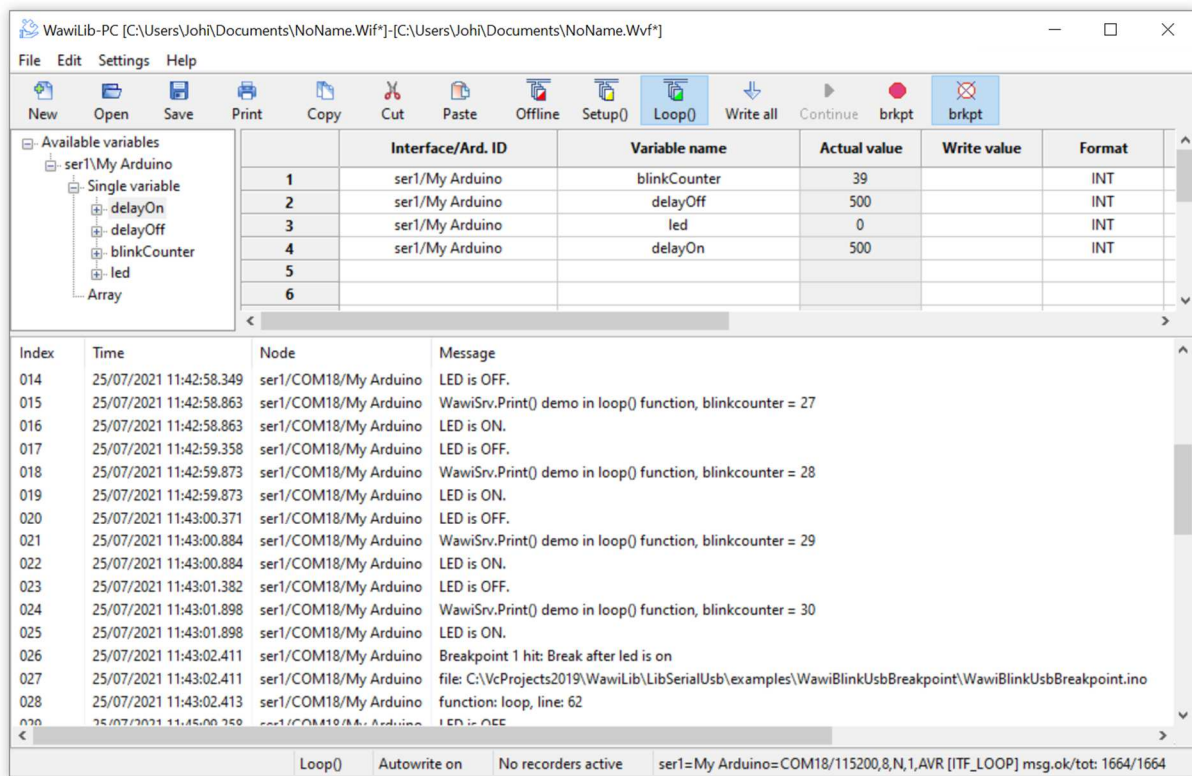 WawiLib-PC [C:\Users\Johi\Documents\NoName.Wif*]-[C:\Users\Johi\Documents\NoName.Wvf*]
File Edit Settings Help
New Open Save Print Copy Cut Paste Offline Setup() Loop() Write all Continue brkpt brkpt
Available variables
ser1\My Arduino
Single variable
delayOn
delayOff
blinkCounter
led
Array
Interface/Ard. ID Variable name Actual value Write value Format
1 ser1/My Arduino blinkCounter 39 INT
2 ser1/My Arduino delayOff 500 INT
3 ser1/My Arduino led 0 INT
4 ser1/My Arduino delayOn 500 INT
5
6
Index Time Node Message
014 25/07/2021 11:42:58.349 ser1/COM18/My Arduino LED is OFF.
015 25/07/2021 11:42:58.863 ser1/COM18/My Arduino WawiSrv.Print() demo in loop() function, blinkcounter = 27
016 25/07/2021 11:42:58.863 ser1/COM18/My Arduino LED is ON.
017 25/07/2021 11:42:59.358 ser1/COM18/My Arduino LED is OFF.
018 25/07/2021 11:42:59.873 ser1/COM18/My Arduino WawiSrv.Print() demo in loop() function, blinkcounter = 28
019 25/07/2021 11:42:59.873 ser1/COM18/My Arduino LED is ON.
020 25/07/2021 11:43:00.371 ser1/COM18/My Arduino LED is OFF.
021 25/07/2021 11:43:00.884 ser1/COM18/My Arduino WawiSrv.Print() demo in loop() function, blinkcounter = 29
022 25/07/2021 11:43:00.884 ser1/COM18/My Arduino LED is ON.
023 25/07/2021 11:43:01.382 ser1/COM18/My Arduino LED is OFF.
024 25/07/2021 11:43:01.898 ser1/COM18/My Arduino WawiSrv.Print() demo in loop() function, blinkcounter = 30
025 25/07/2021 11:43:01.898 ser1/COM18/My Arduino LED is ON.
026 25/07/2021 11:43:02.411 ser1/COM18/My Arduino Breakpoint 1 hit: Break after led is on
027 25/07/2021 11:43:02.411 ser1/COM18/My Arduino file: C:\VcProjects2019\WawiLib\LibSerialUsb\examples\WawiBlinkUsbBreakpoint\WawiBlinkUsbBreakpoint.ino
028 25/07/2021 11:43:02.413 ser1/COM18/My Arduino function: loop, line: 62
029 25/07/2021 11:45:09.258 ser1/COM18/My Arduino LED is OFF.
Loop() Autowrite on No recorders active ser1=My Arduino=COM18/115200,8,N,1,AVR [ITF_LOOP] msg.ok/tot: 1664/1664